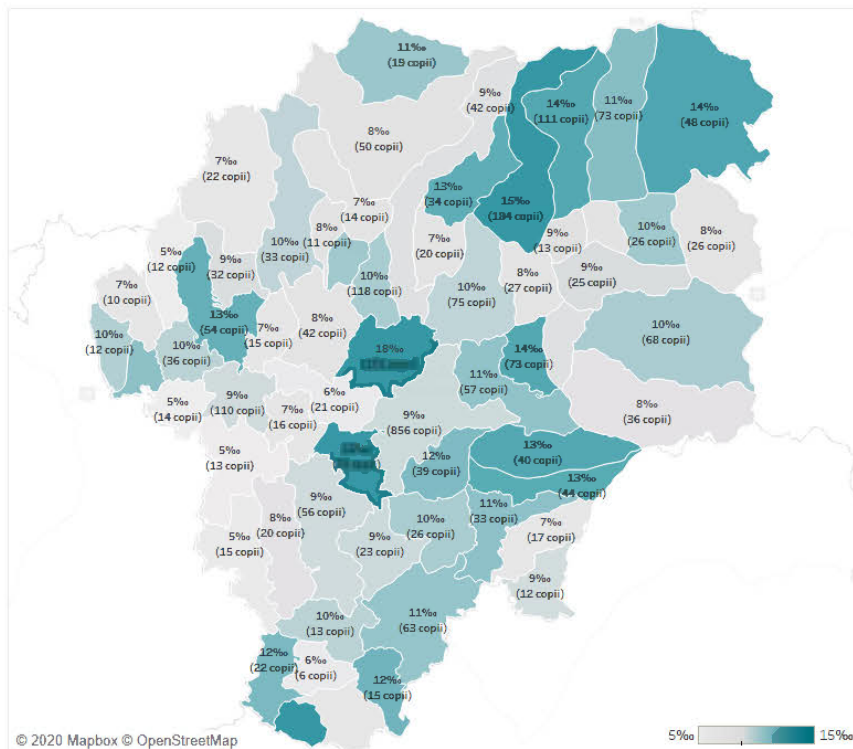 11‰
(19 copii)
9‰
(42 copii)
14‰
(111 copii)
11‰
(73 copii)
14‰
(48 copii)
8‰
(50 copii)
7‰
(22 copii)
13‰
(34 copii)
15‰
(184 copii)
7‰
(14 copii)
8‰
(11 copii)
10‰
(33 copii)
9‰
(32 copii)
5‰
(12 copii)
7‰
(10 copii)
7‰
(20 copii)
9‰
(13 copii)
10‰
(26 copii)
8‰
(26 copii)
10‰
(118 copii)
10‰
(75 copii)
8‰
(27 copii)
9‰
(25 copii)
13‰
(54 copii)
7‰
(15 copii)
8‰
(42 copii)
10‰
(12 copii)
10‰
(36 copii)
18‰
14‰
(73 copii)
10‰
(68 copii)
11‰
(57 copii)
5‰
(14 copii)
9‰
(110 copii)
7‰
(16 copii)
6‰
(21 copii)
9‰
(856 copii)
8‰
(36 copii)
5‰
(13 copii)
12‰
(39 copii)
13‰
(40 copii)
13‰
(44 copii)
9‰
(56 copii)
11‰
(33 copii)
8‰
(20 copii)
5‰
(15 copii)
9‰
(23 copii)
10‰
(26 copii)
7‰
(17 copii)
9‰
(12 copii)
10‰
(13 copii)
11‰
(63 copii)
12‰
(22 copii)
6‰
(6 copii)
12‰
(15 copii)
© 2020 Mapbox © OpenStreetMap
5‰ 15‰